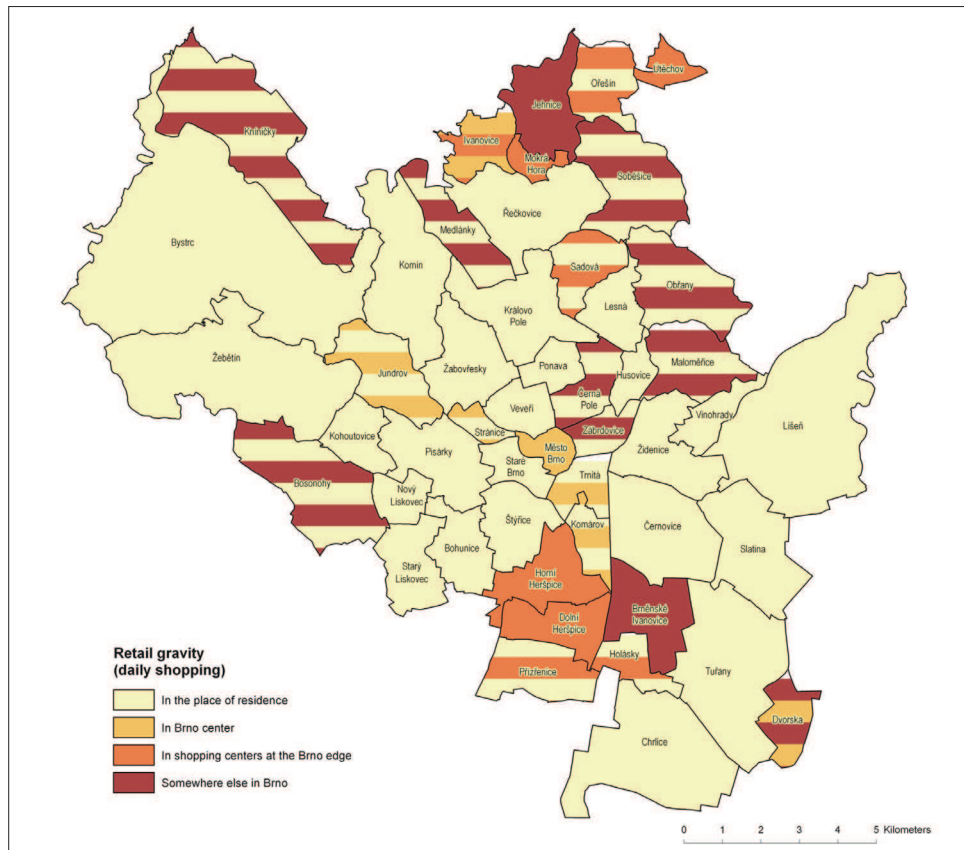 Útěchov
Ořešín
Jehnice
Kníničky
Ivanovice
Mokrá
Hora
Soběšice
Řečkovice
Medlánky
Bystrc
Komín
Sadová
Obřany
Lesná
Královo
Pole
Žebětín
Jundrov
Žabovřesky
Ponava
Husovice
Maloměřice
Černá
Pole
Veveří
Vinohrady
Líšeň
Zábrdovice
Kohoutovice
Stránice
Pisárky
Město
Brno
Židenice
Staré
Brno
Trnitá
Bosonohy
Nový
Lískovec
Štýřice
Komárov
Černovice
Slatina
Bohunice
Starý
Lískovec
Horní
Heršpice
Brněnské
Ivanovice
Dolní
Heršpice
Holásky
Přízřenice
Tuřany
Dvorska
Chrlice
Retail gravity
(daily shopping)
In the place of residence
In Brno center
In shopping centers at the Brno edge
Somewhere else in Brno
0 1 2 3 4 5 Kilometers